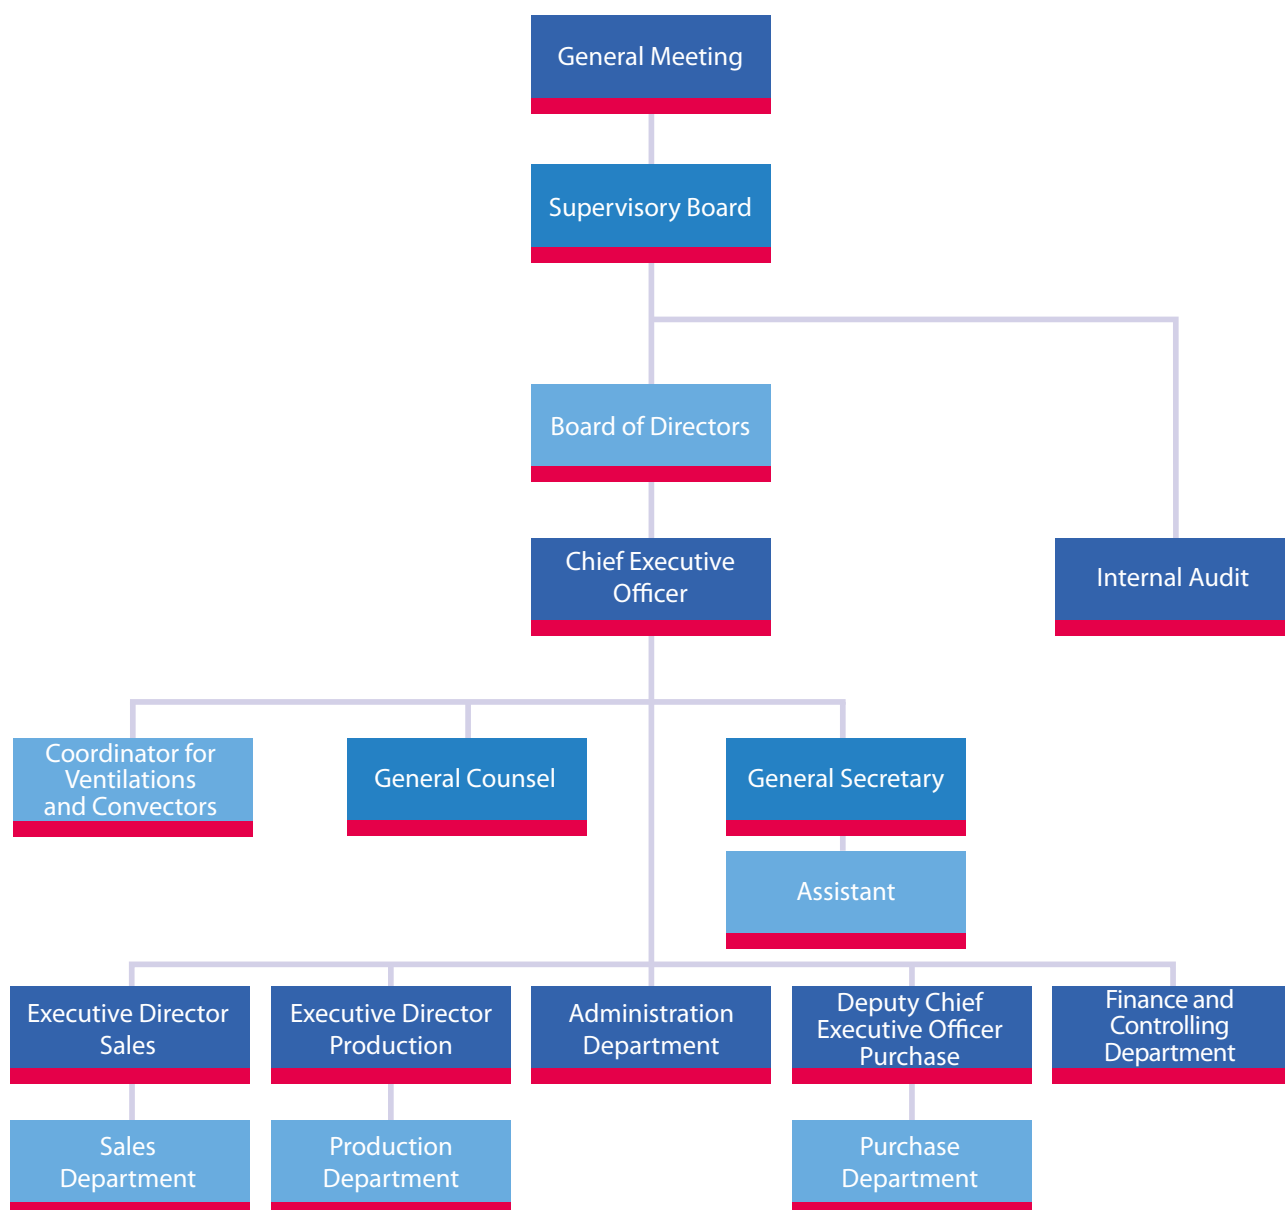 General Meeting
Supervisory Board
Board of Directors
Chief Executive
Officer
Internal Audit
Coordinator for
Ventilations
and Convectors
General Counsel
General Secretary
Assistant
Executive Director
Sales
Executive Director
Production
Administration
Department
Deputy Chief
Executive Officer
Purchase
Finance and
Controlling
Department
Sales
Department
Production
Department
Purchase
Department